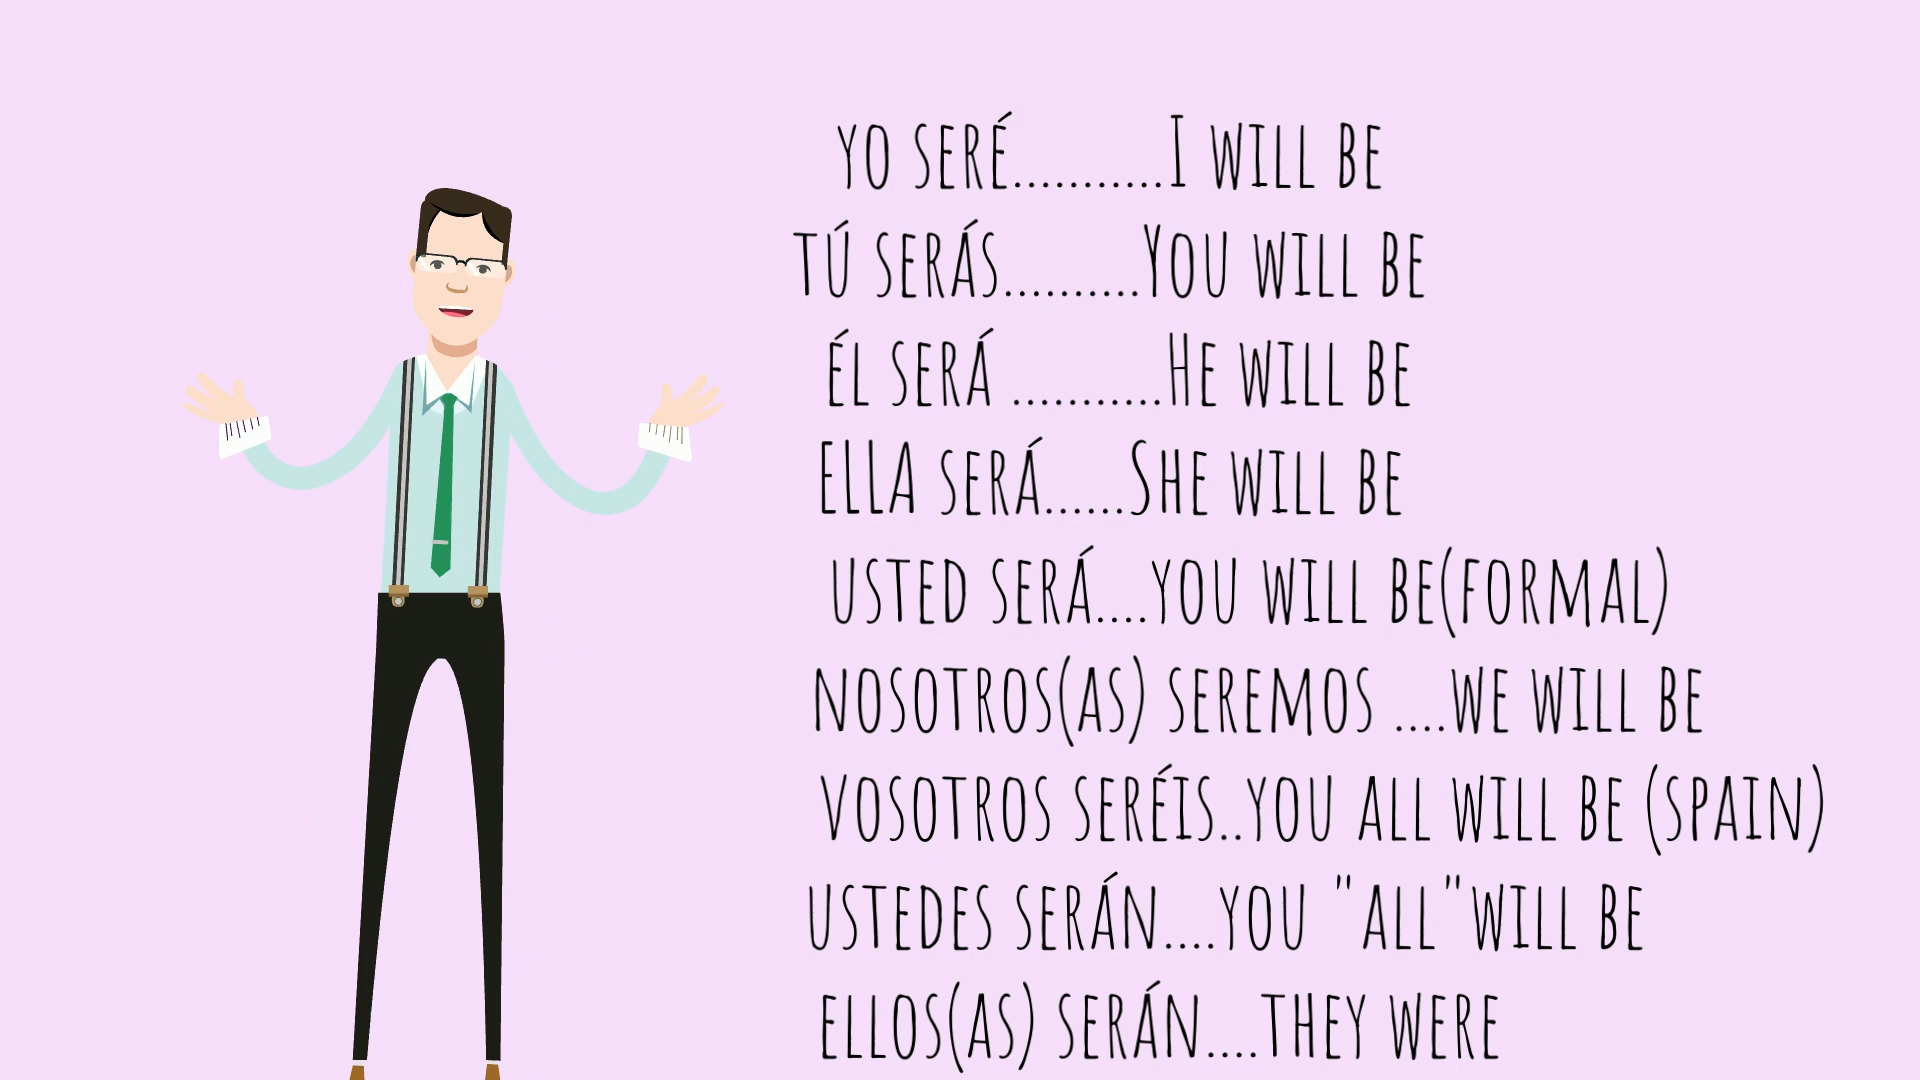 yo seré...........I will be
tú serás..........You will be
él será ...........He will be
ELLA será......She will be
usted será....you will be(formal)
nosotros(as) seremos ....we will be
vosotros seréis..you all will be (spain)
ustedes serán....you "all"will be
ellos(as) serán....they were